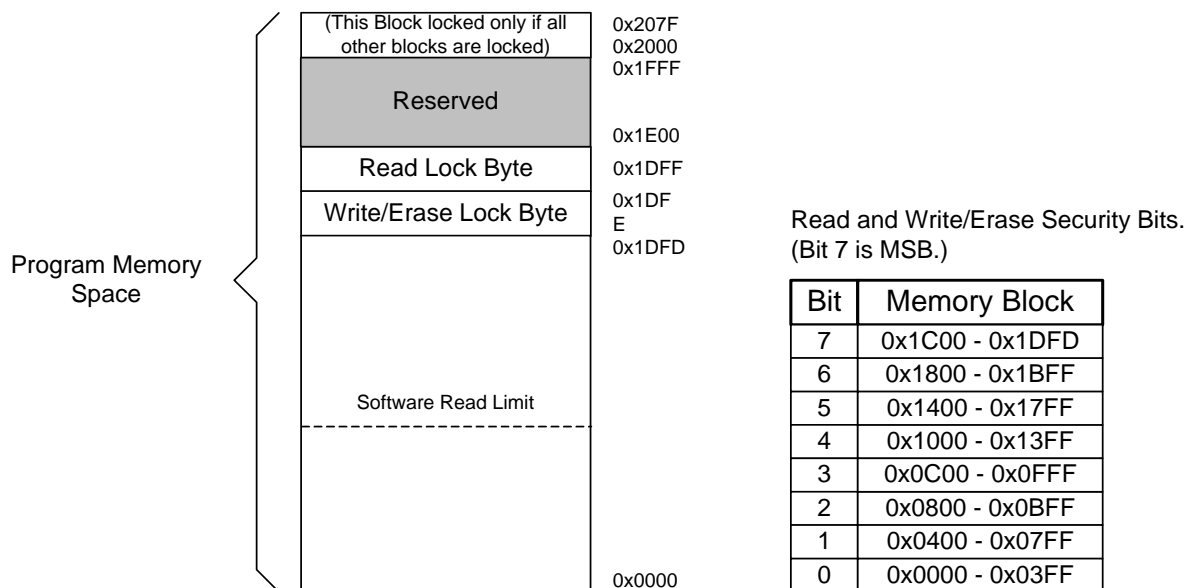 (This Block locked only if all
other blocks are locked)
0x207F
0x2000
0x1FFF
Reserved
0x1E00
Read Lock Byte
0x1DFF
Write/Erase Lock Byte
0x1DF
E
0x1DFD
Program Memory
Space
Software Read Limit
0x0000
Read and Write/Erase Security Bits.
(Bit 7 is MSB.)
Bit Memory Block
7 0x1C00 - 0x1DFD
6 0x1800 - 0x1BFF
5 0x1400 - 0x17FF
4 0x1000 - 0x13FF
3 0x0C00 - 0x0FFF
2 0x0800 - 0x0BFF
1 0x0400 - 0x07FF
0 0x0000 - 0x03FF